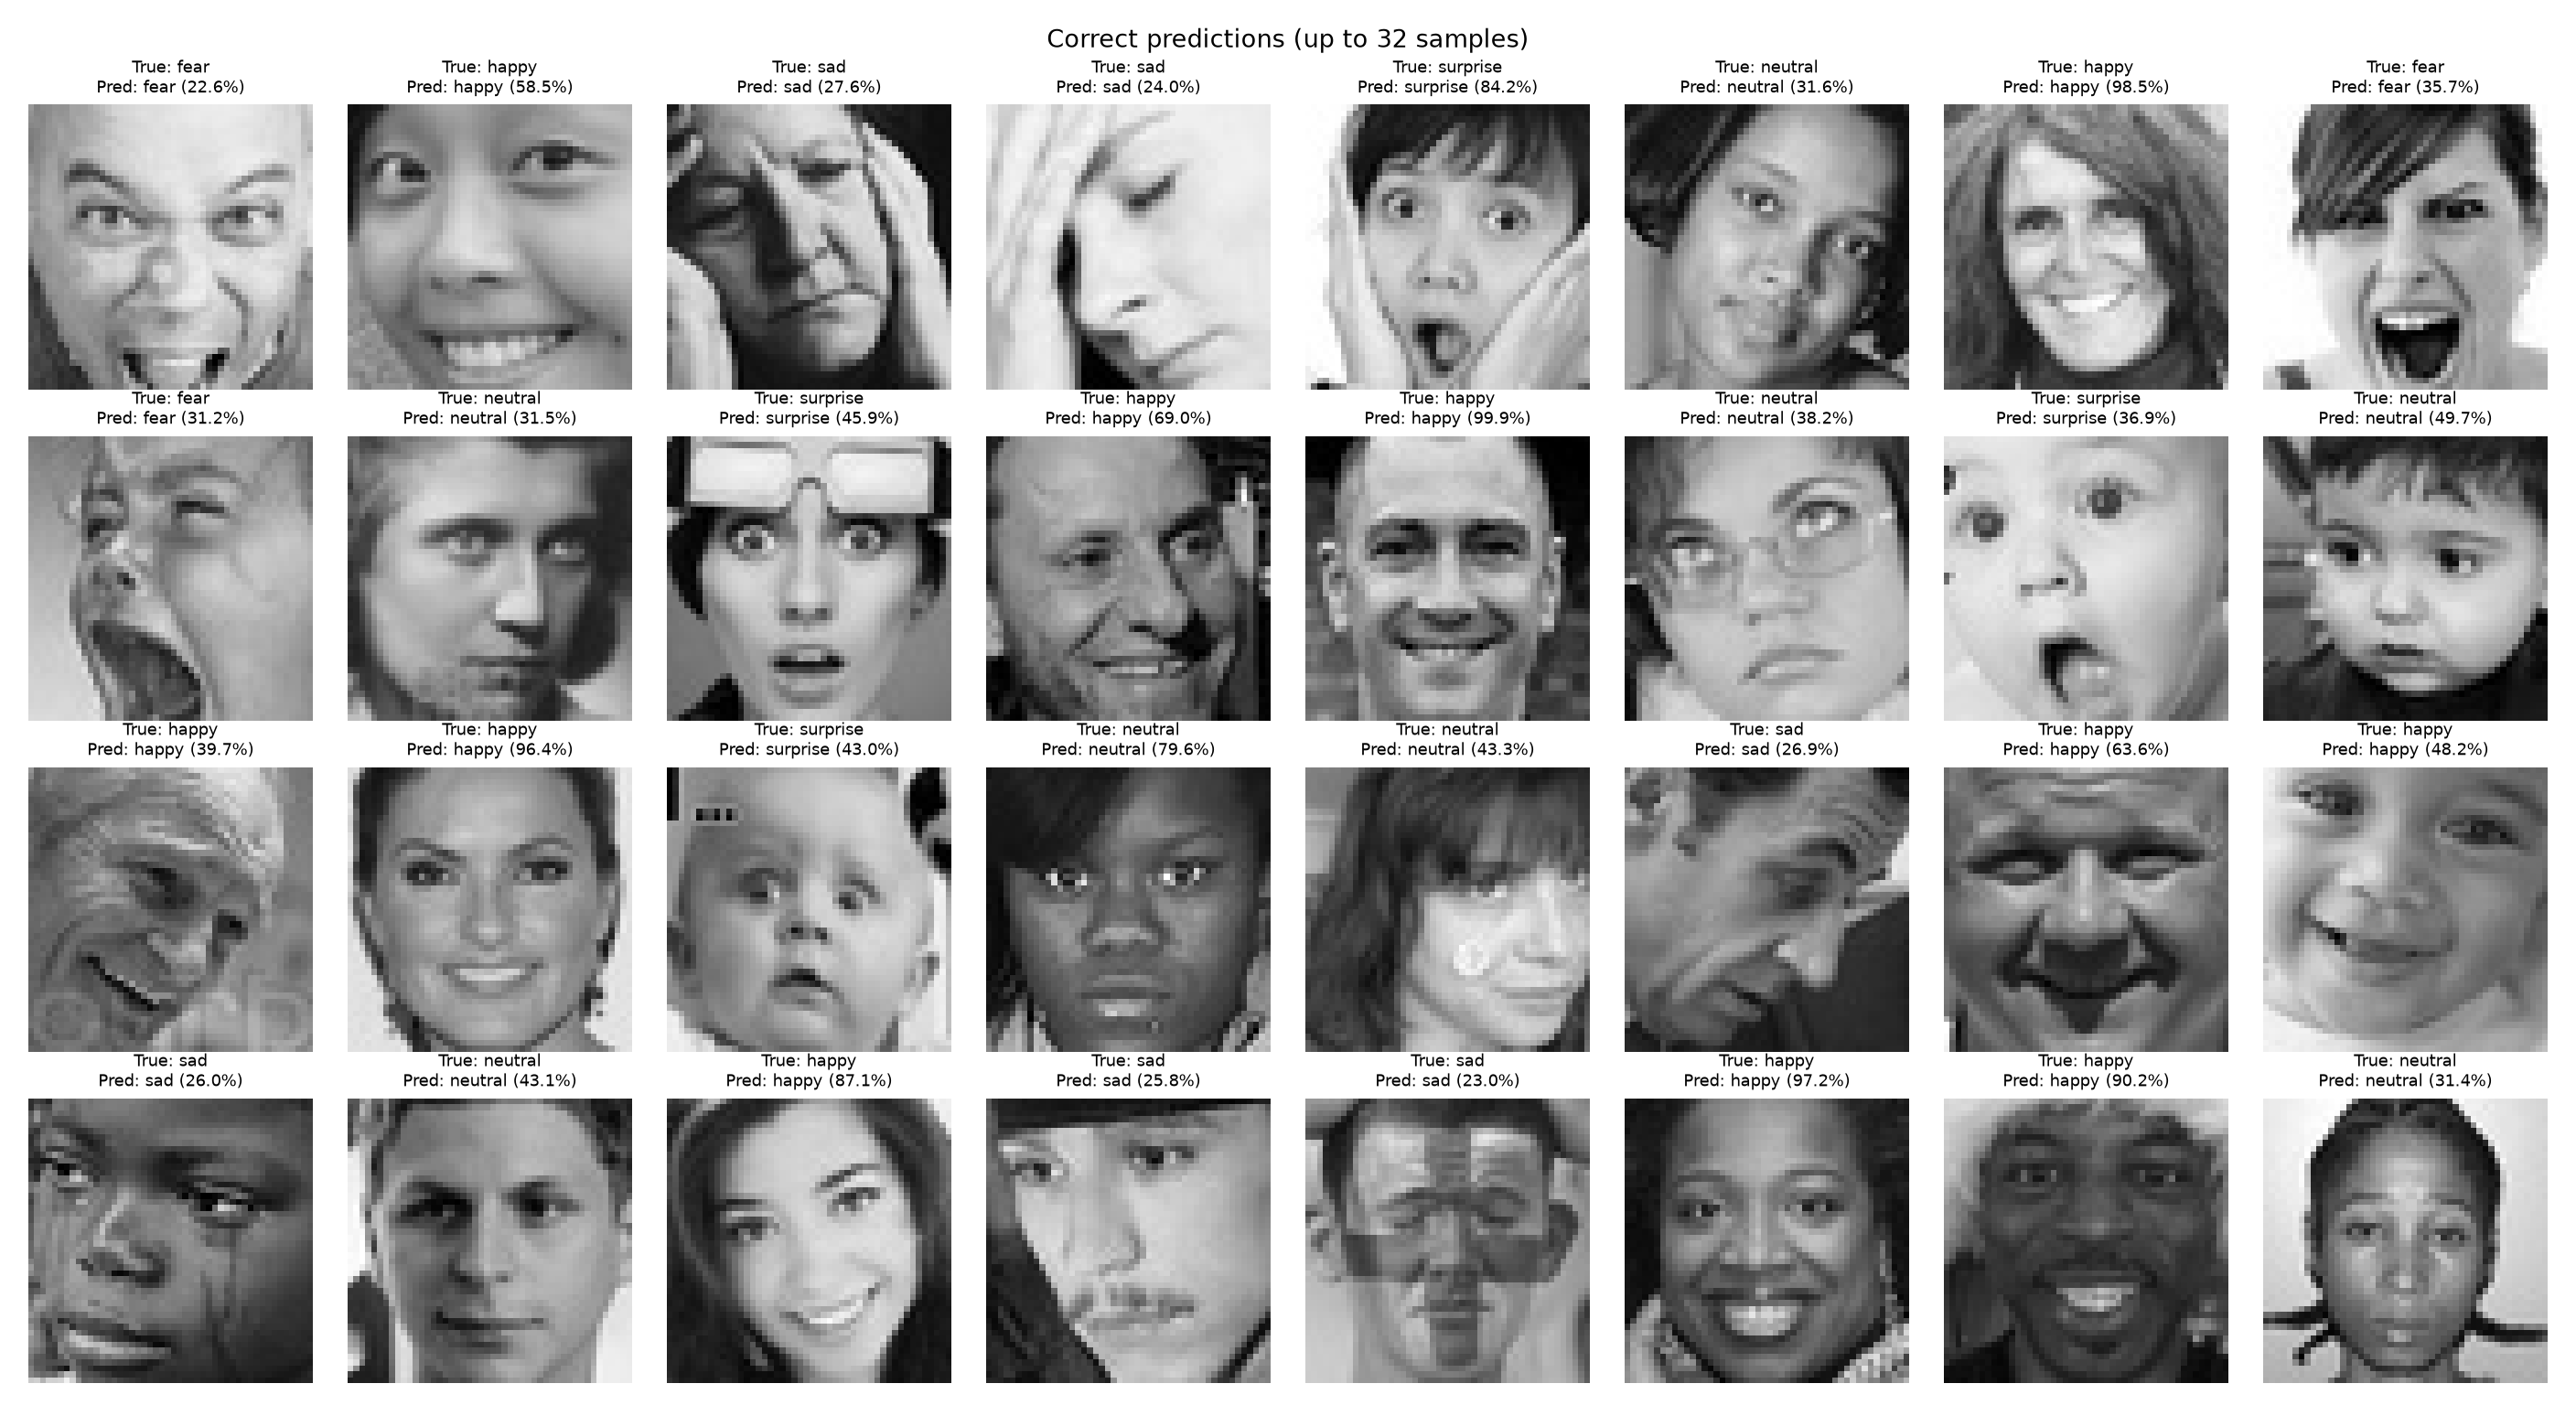 Correct predictions (up to 32 samples)
True: fear
Pred: fear (22.6%)
True: happy
Pred: happy (58.5%)
True: sad
Pred: sad (27.6%)
True: sad
Pred: sad (24.0%)
True: surprise
Pred: surprise (84.2%)
True: neutral
Pred: neutral (31.6%)
True: happy
Pred: happy (98.5%)
True: fear
Pred: fear (35.7%)
True: fear
Pred: fear (31.2%)
True: neutral
Pred: neutral (31.5%)
True: surprise
Pred: surprise (45.9%)
True: happy
Pred: happy (69.0%)
True: happy
Pred: happy (99.9%)
True: neutral
Pred: neutral (38.2%)
True: surprise
Pred: surprise (36.9%)
True: neutral
Pred: neutral (49.7%)
True: happy
Pred: happy (39.7%)
True: happy
Pred: happy (96.4%)
True: surprise
Pred: surprise (43.0%)
True: neutral
Pred: neutral (79.6%)
True: neutral
Pred: neutral (43.3%)
True: sad
Pred: sad (26.9%)
True: happy
Pred: happy (63.6%)
True: happy
Pred: happy (48.2%)
True: sad
Pred: sad (26.0%)
True: neutral
Pred: neutral (43.1%)
True: happy
Pred: happy (87.1%)
True: sad
Pred: sad (25.8%)
True: sad
Pred: sad (23.0%)
True: happy
Pred: happy (97.2%)
True: happy
Pred: happy (90.2%)
True: neutral
Pred: neutral (31.4%)